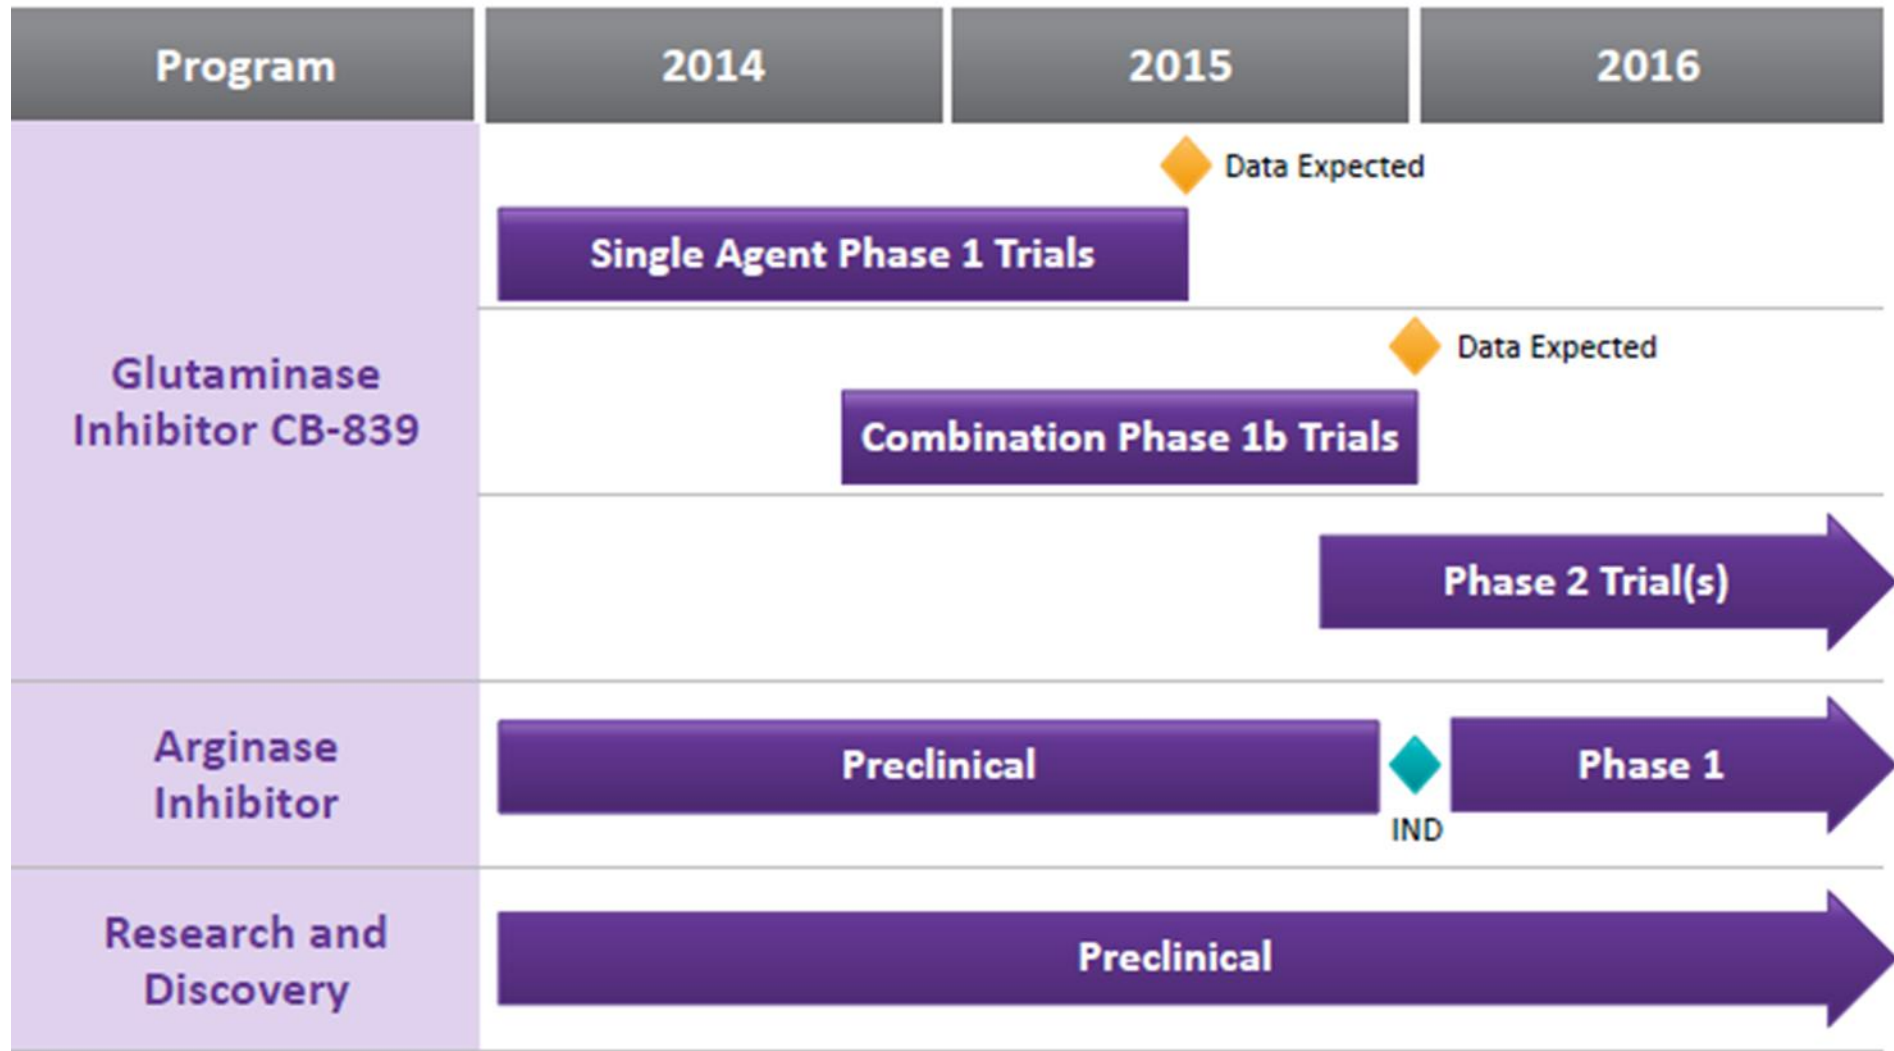 Program
2014
2015
2016
Data Expected
Single Agent Phase 1 Trials
Glutaminase
Inhibitor CB-839
Data Expected
Combination Phase 1b Trials
Phase 2 Trial(s)
Arginase
Inhibitor
Preclinical
IND
Phase 1
Research and
Discovery
Preclinical